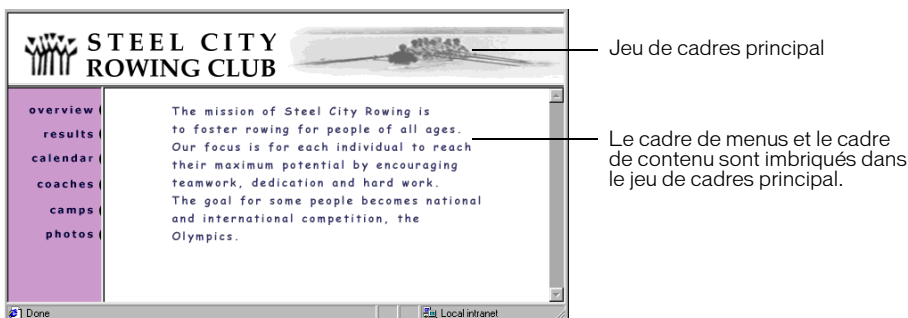 STEEL CITY
ROWING CLUB
Jeu de cadres principal
overview
results
calendar
coaches
camps
photos
The mission of Steel City Rowing is
to foster rowing for people of all ages.
Our focus is for each individual to reach
their maximum potential by encouraging
teamwork, dedication and hard work.
The goal for some people becomes national
and international competition, the
Olympics.
Le cadre de menus et le cadre
de contenu sont imbriqués dans
le jeu de cadres principal.
Done
Local intranet